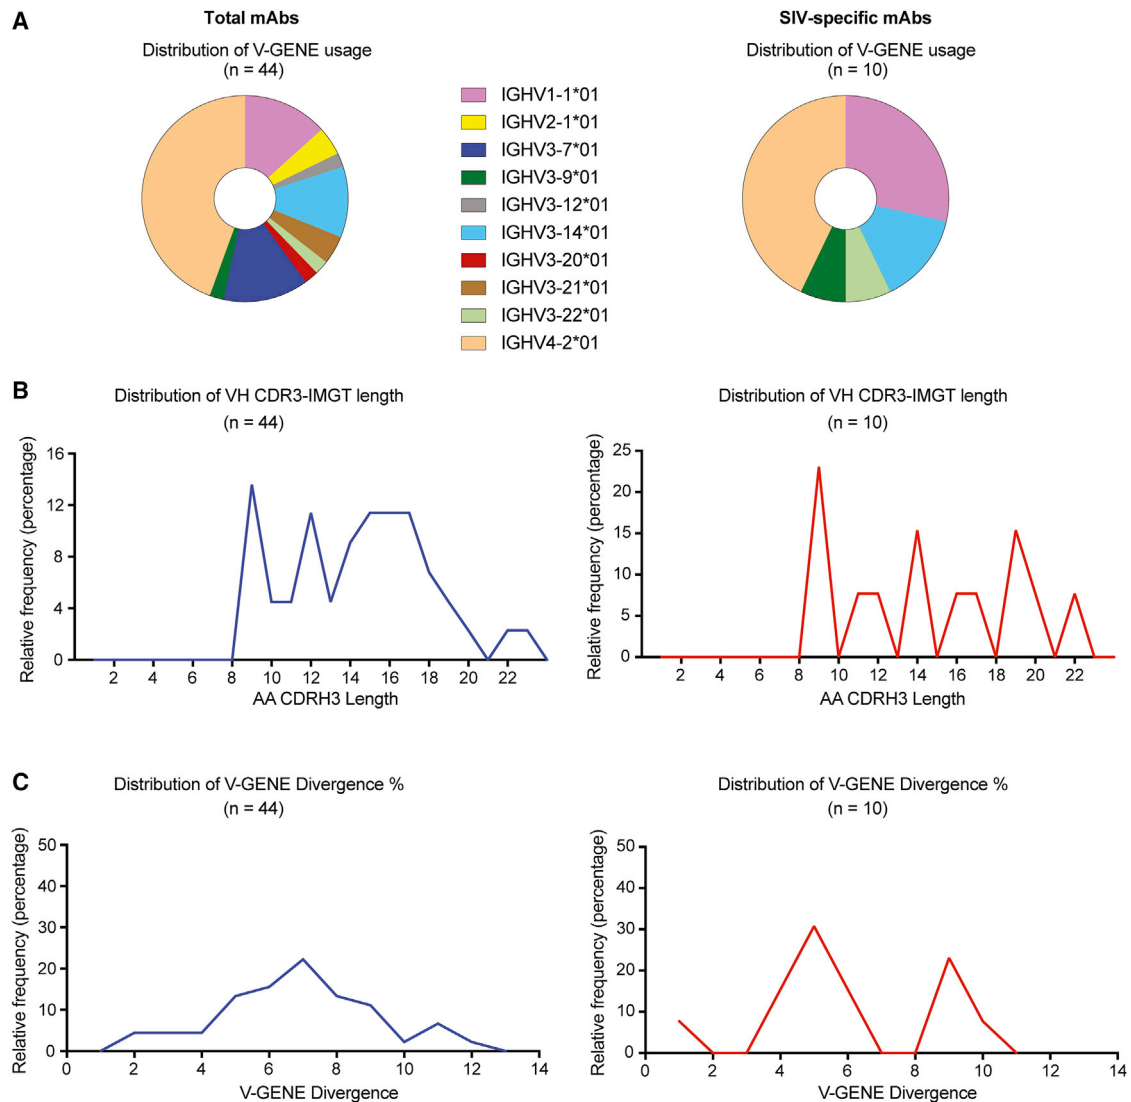 A
Total mAbs
Distribution of V-GENE usage
(n = 44)
SIV-specific mAbs
Distribution of V-GENE usage
(n = 10)
IGHV1-1*01
IGHV2-1*01
IGHV3-7*01
IGHV3-9*01
IGHV3-12*01
IGHV3-14*01
IGHV3-20*01
IGHV3-21*01
IGHV3-22*01
IGHV4-2*01
B
Distribution of VH CDR3-IMGT length
(n = 44)
Relative frequency (percentage)
16
12
8
4
0
2 4 6 8 10 12 14 16 18 20 22
AA CDRH3 Length
Distribution of VH CDR3-IMGT length
(n = 10)
Relative frequency (percentage)
25
20
15
10
5
0
2 4 6 8 10 12 14 16 18 20 22
AA CDRH3 Length
C
Distribution of V-GENE Divergence %
(n = 44)
Relative frequency (percentage)
50
40
30
20
10
0
0 2 4 6 8 10 12 14
V-GENE Divergence
Distribution of V-GENE Divergence %
(n = 10)
Relative frequency (percentage)
50
40
30
20
10
0
0 2 4 6 8 10 12 14
V-GENE Divergence